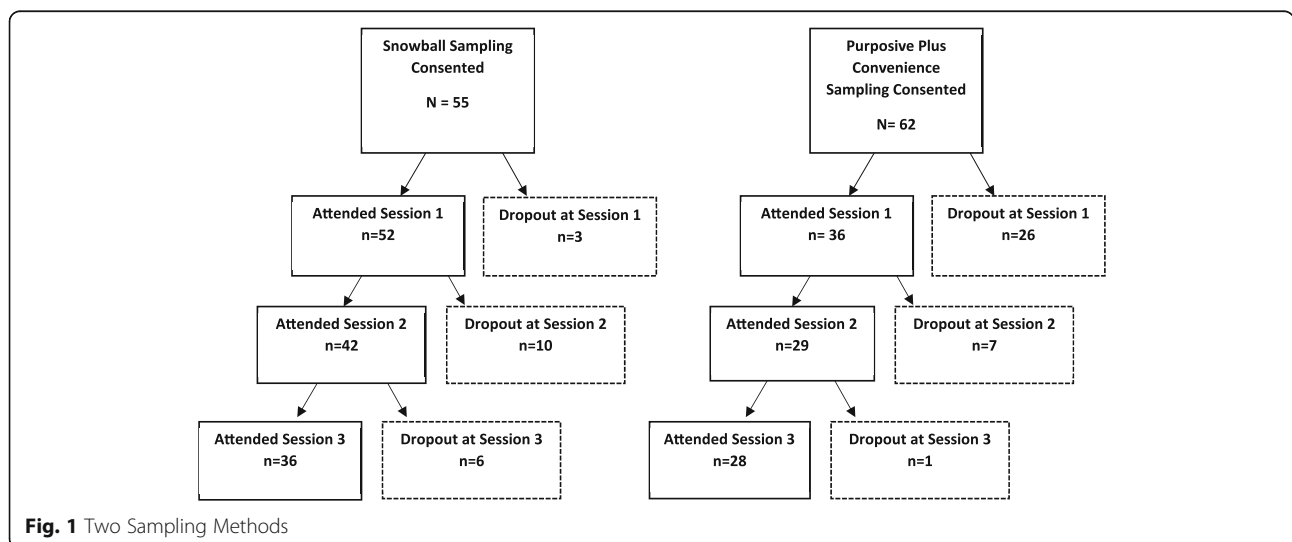 Snowball Sampling
Consented
N = 55
Purposive Plus
Convenience
Sampling Consented
N= 62
Attended Session 1
n=52
Dropout at Session 1
n=3
Attended Session 1
n= 36
Dropout at Session 1
n=26
Attended Session 2
n=42
Dropout at Session 2
n=10
Attended Session 2
n=29
Dropout at Session 2
n=7
Attended Session 3
n=36
Dropout at Session 3
n=6
Attended Session 3
n=28
Dropout at Session 3
n=1
Fig. 1 Two Sampling Methods